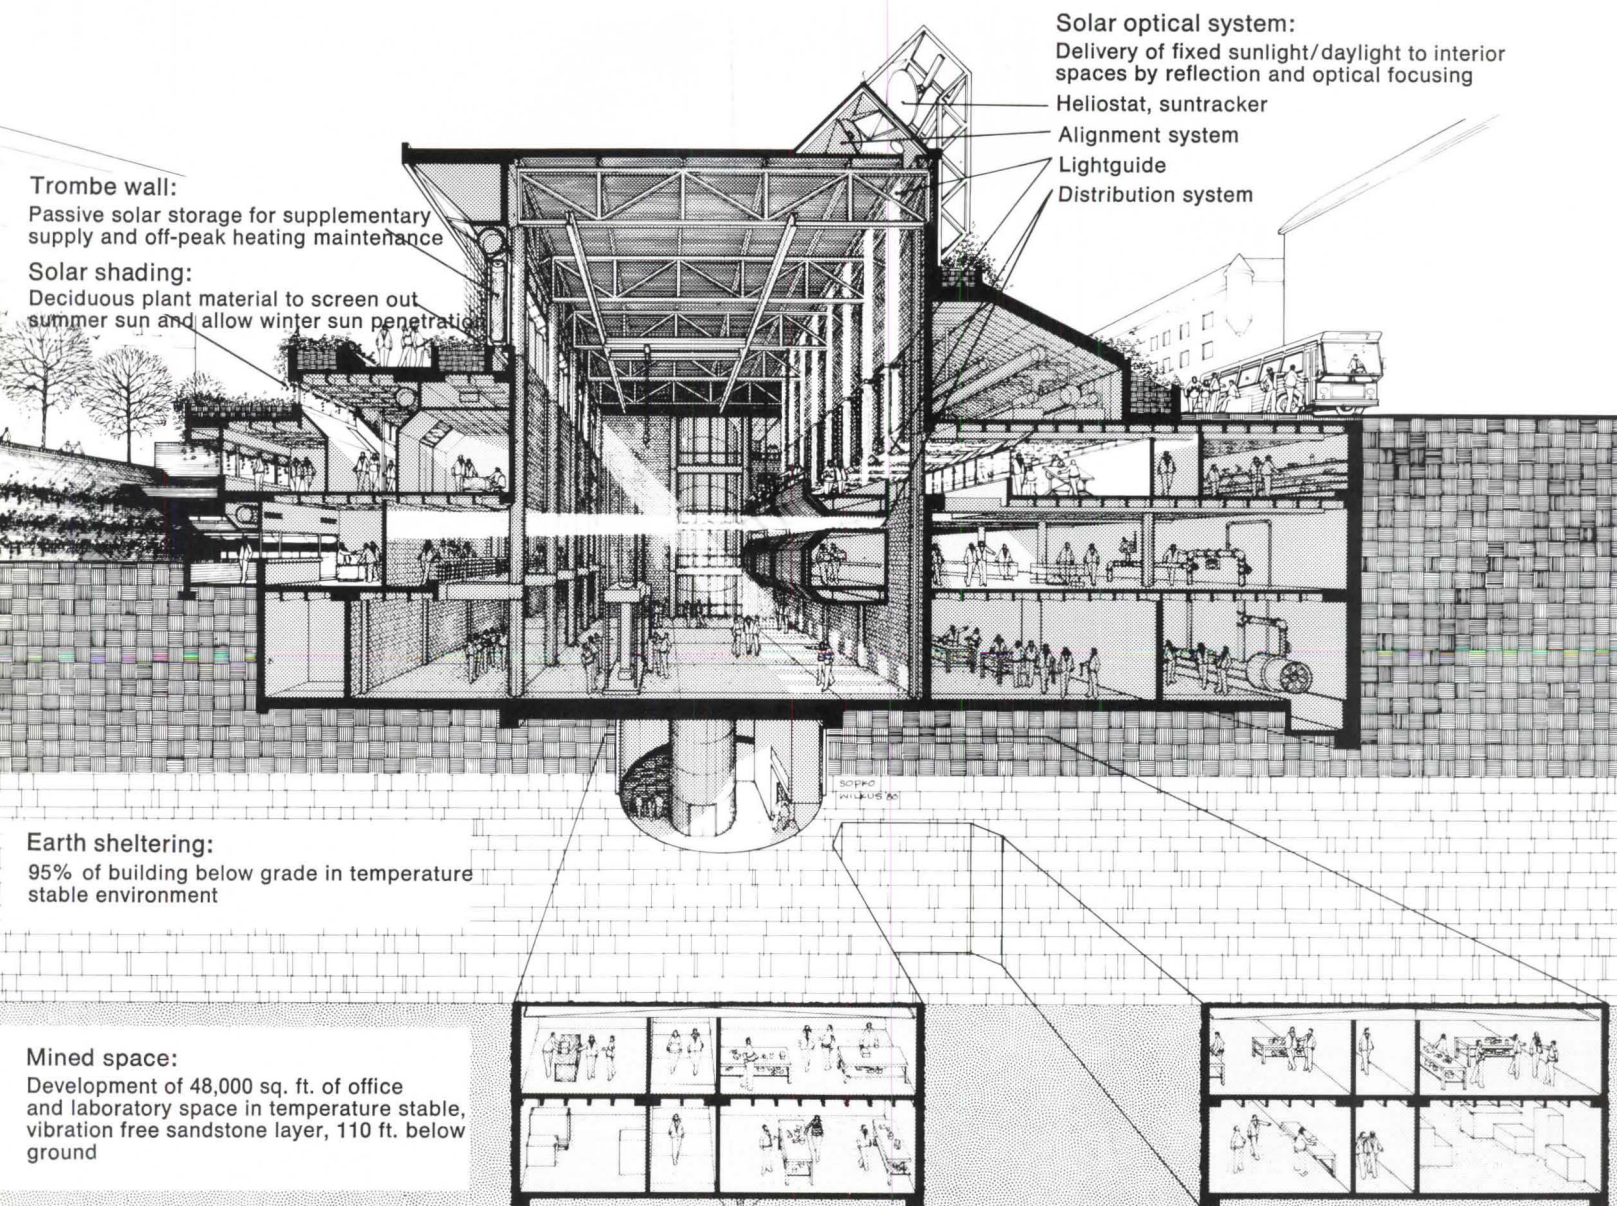 Solar optical system:
Delivery of fixed sunlight/daylight to interior
spaces by reflection and optical focusing
Heliostat, suntracker
Alignment system
Lightguide
Distribution system
Trombe wall:
Passive solar storage for supplementary
supply and off-peak heating maintenance
Solar shading:
Deciduous plant material to screen out
summer sun and allow winter sun penetration
SOPKO
WILKUS '80
Earth sheltering:
95% of building below grade in temperature
stable environment
Mined space:
Development of 48,000 sq. ft. of office
and laboratory space in temperature stable,
vibration free sandstone layer, 110 ft. below
ground